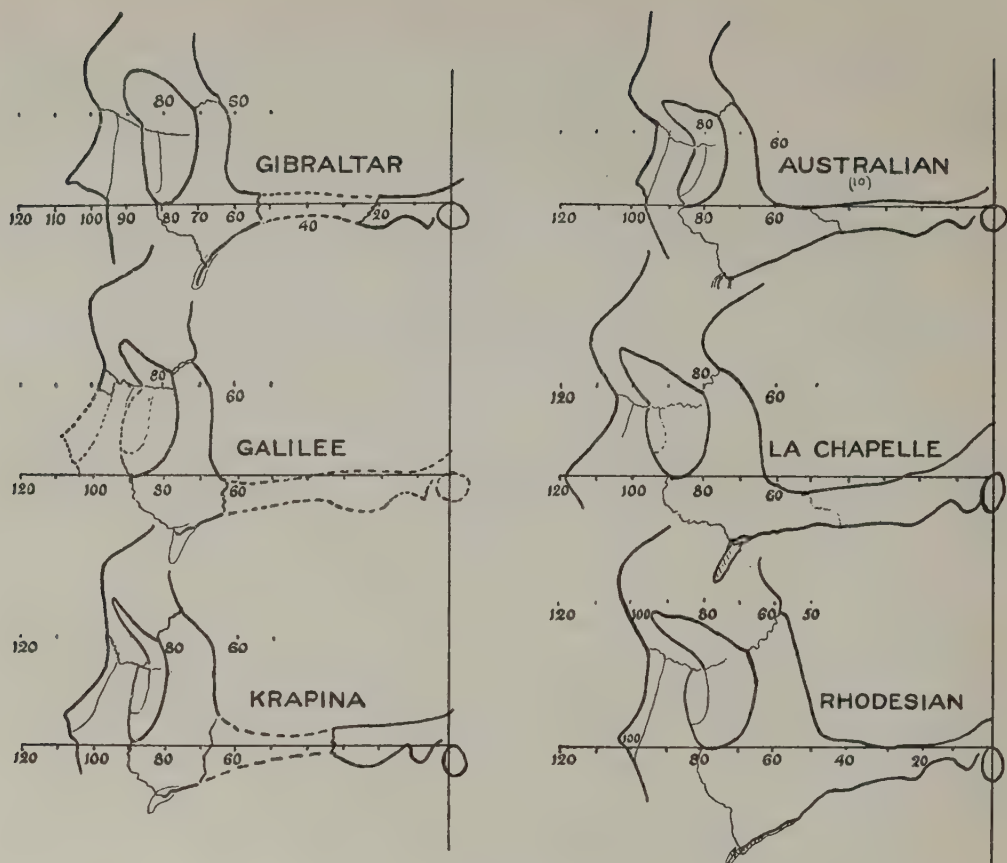 80 60
GIBRALTAR
120 110 100 90 80 70 60 20
40
80
60
GALILEE
120 100 80 60
120 80 60
KRAPINA
120 100 80 60
80
60
AUSTRALIAN
(10)
120 100 80 60
80
120 60
LA CHAPELLE
120 100 80 60
120 100 80 60 50
RHODESIAN
100
120 80 60 40 20